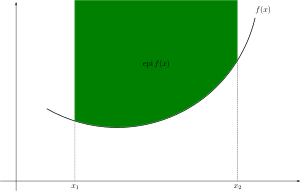 f(x)
epi f(x)
x₁
x₂